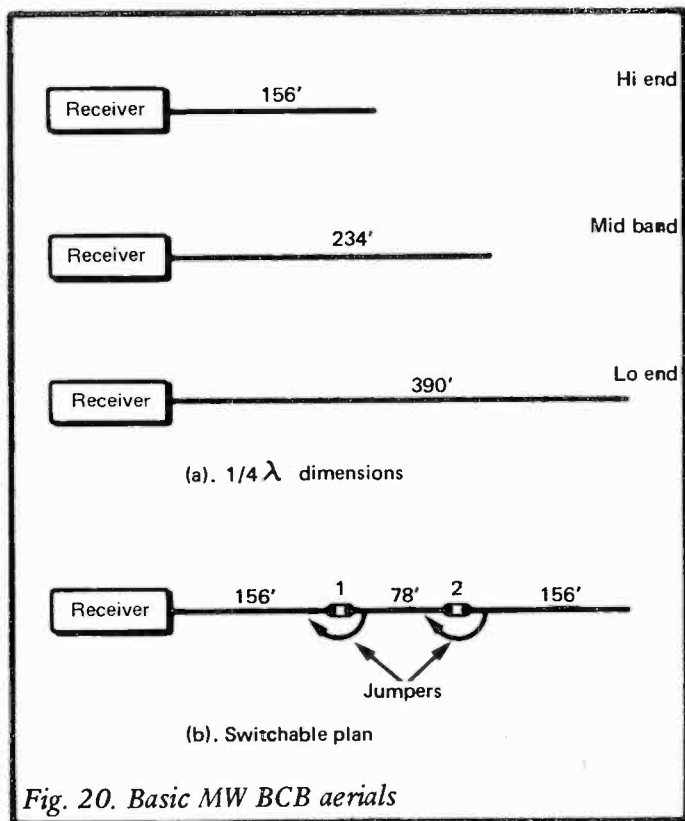 Hi end
Receiver 156'
Mid band
Receiver 234'
Lo end
Receiver 390'
(a). 1/4 λ dimensions
Receiver 156' 1 78' 2 156'
Jumpers
(b). Switchable plan
Fig. 20. Basic MW BCB aerials